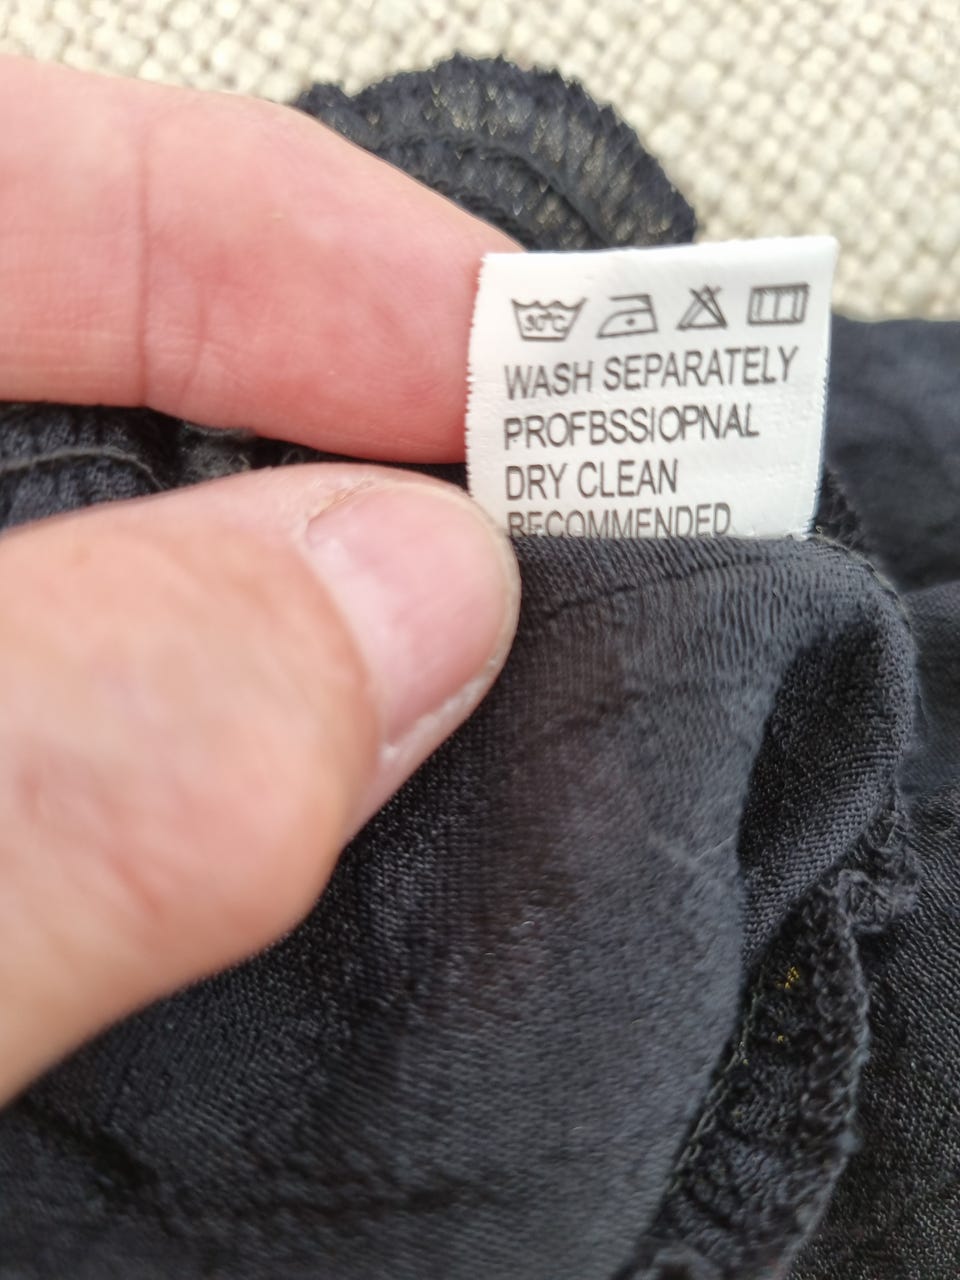 30°C
WASH SEPARATELY
PROFBSSIOPNAL
DRY CLEAN
RECOMMENDED